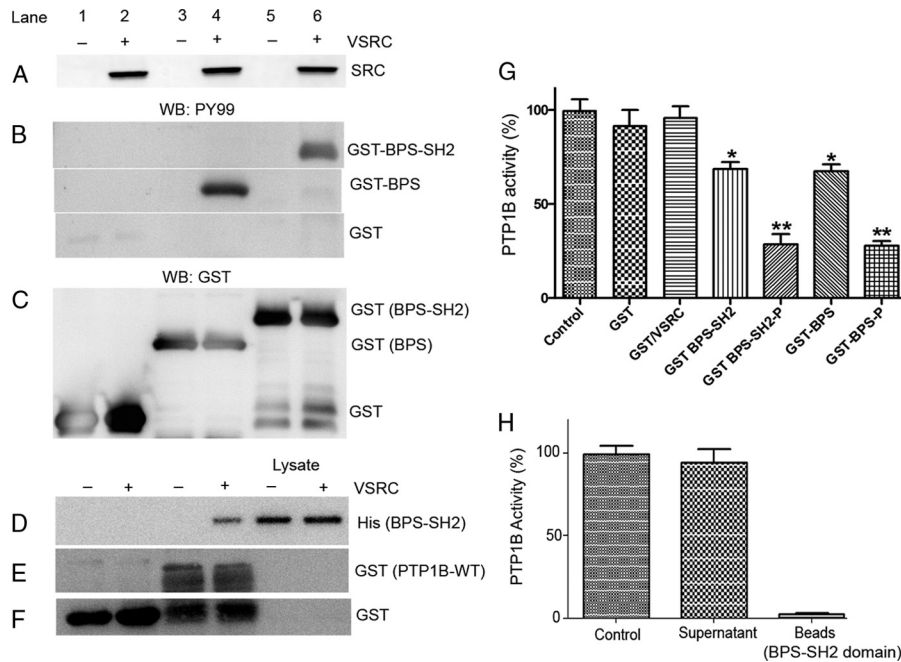 Lane 1 2 3 4 5 6
– + – + – + VSRC
A SRC
WB: PY99
B GST-BPS-SH2
GST-BPS
GST
WB: GST
C GST (BPS-SH2)
GST (BPS)
GST
Lysate
– + – + – + VSRC
D His (BPS-SH2)
E GST (PTP1B-WT)
F GST
G
PTP1B activity (%)
100
50
0
* ** * **
Control GST GST/VSRC GST BPS-SH2 GST BPS-SH2-P GST-BPS GST-BPS-P
H
PTP1B Activity (%)
100
50
0
Control Supernatant Beads
(BPS-SH2 domain)